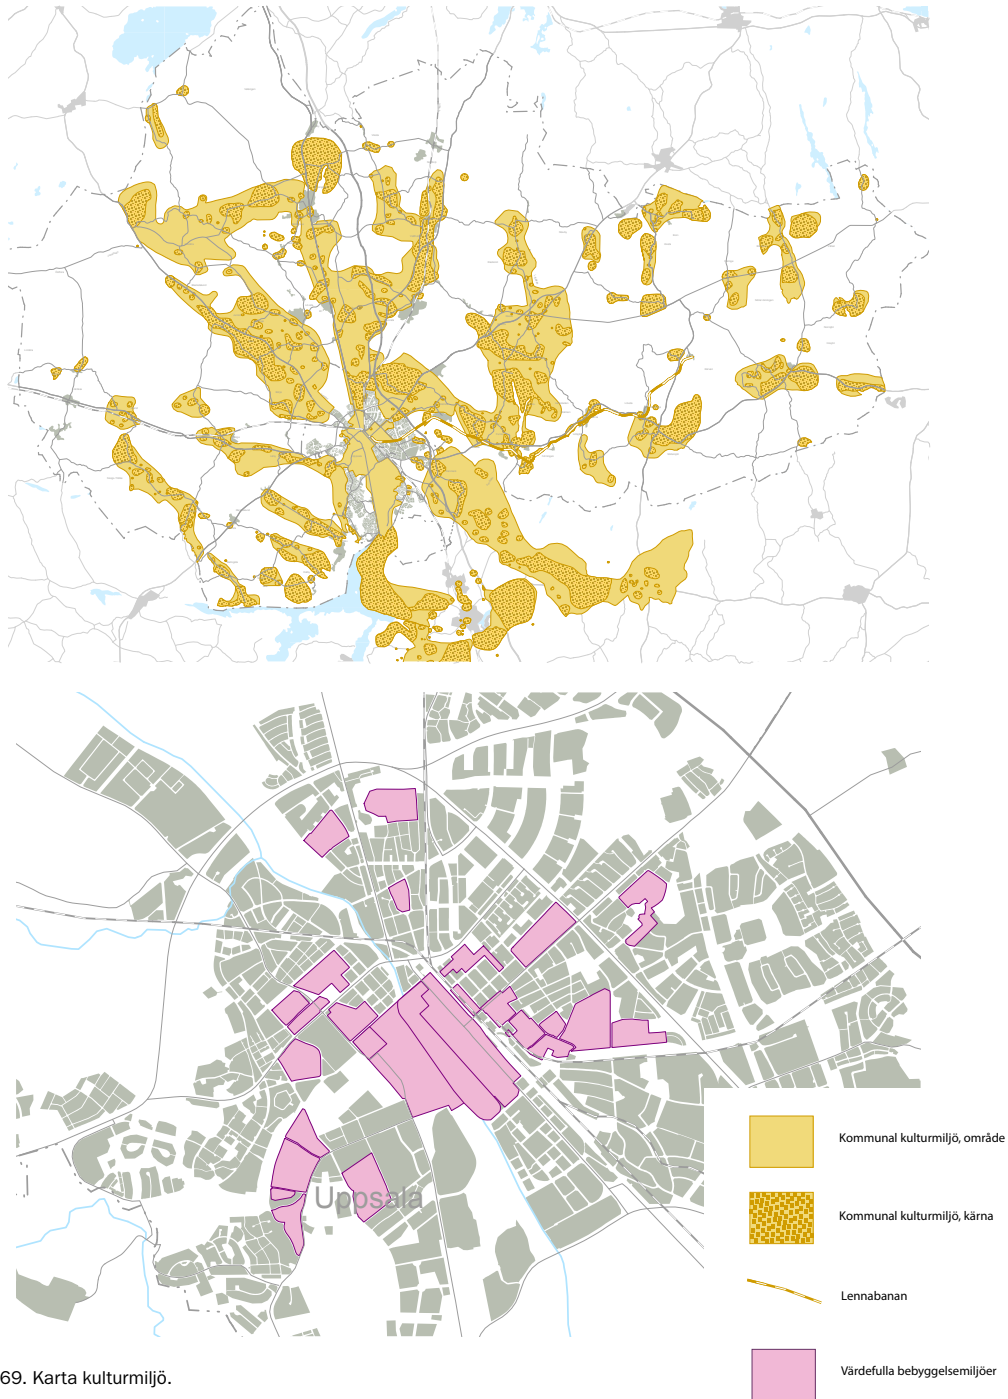 Uppsala
Kommunal kulturmiljö, område
Kommunal kulturmiljö, kärna
Lennabanan
Värdefulla bebyggelsemiljöer
69. Karta kulturmiljö.